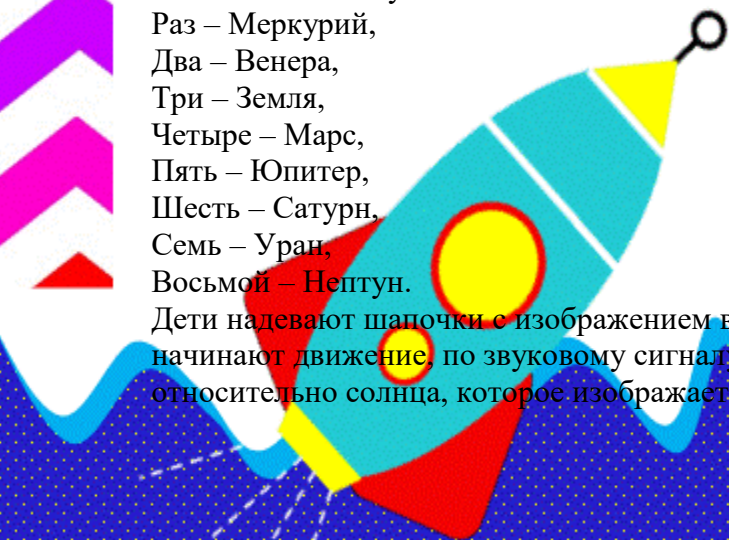 Раз – Меркурий,
Два – Венера,
Три – Земля,
Четыре – Марс,
Пять – Юпитер,
Шесть – Сатурн,
Семь – Уран,
Восьмой – Нептун.
Дети надевают шапочки с изображением
начинают движение, по звуковому сигналу
относительно солнца, которое изображает